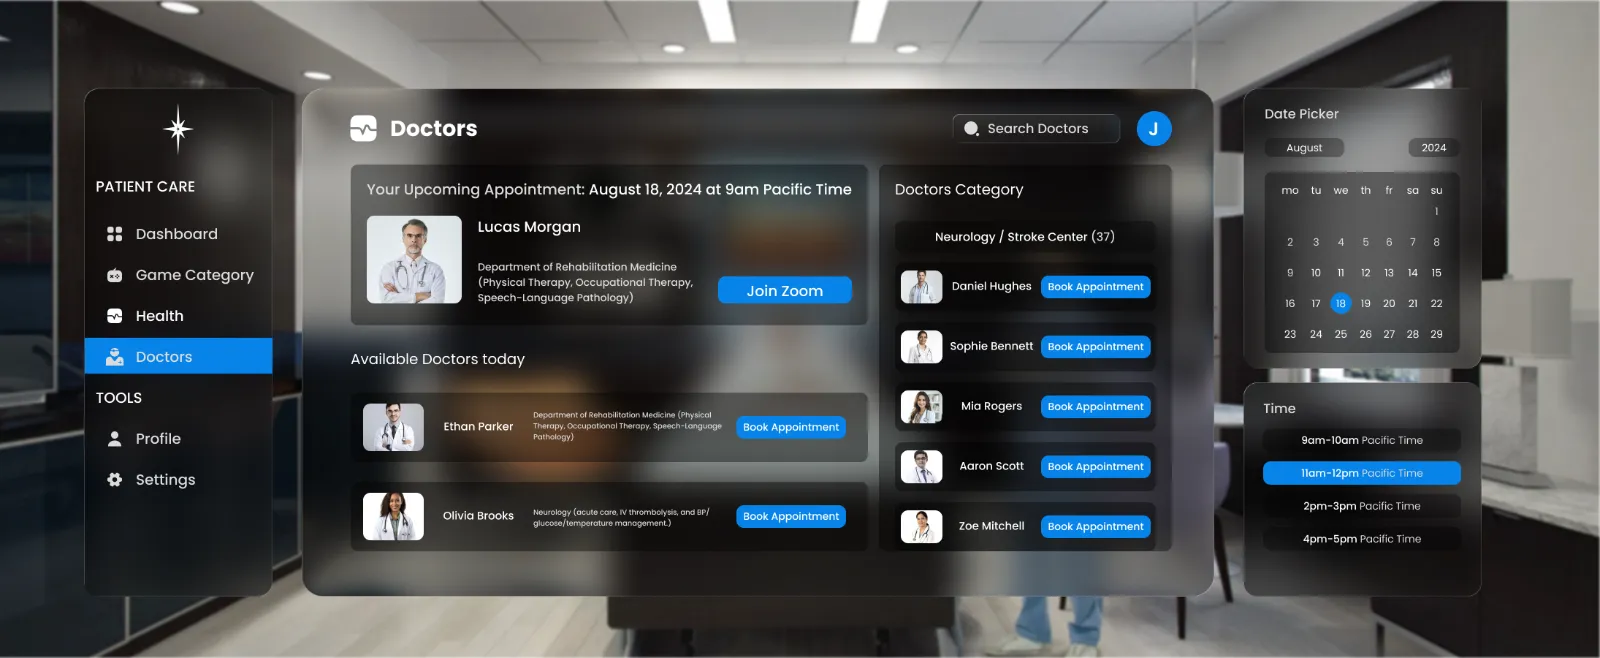 PATIENT CARE
Dashboard
Game Category
Health
Doctors
TOOLS
Profile
Settings
Doctors
Search Doctors
J
Your Upcoming Appointment: August 18, 2024 at 9am Pacific Time
Lucas Morgan
Department of Rehabilitation Medicine
(Physical Therapy, Occupational Therapy,
Speech-Language Pathology)
Join Zoom
Available Doctors today
Ethan Parker
Department of Rehabilitation Medicine (Physical
Therapy, Occupational Therapy, Speech-Language
Pathology)
Book Appointment
Olivia Brooks
Neurology (acute care, IV thrombolysis, and BP/
glucose/temperature management.)
Book Appointment
Doctors Category
Neurology / Stroke Center (37)
Daniel Hughes
Book Appointment
Sophie Bennett
Book Appointment
Mia Rogers
Book Appointment
Aaron Scott
Book Appointment
Zoe Mitchell
Book Appointment
Date Picker
August 2024
mo tu we th fr sa su
1
2 3 4 5 6 7 8
9 10 11 12 13 14 15
16 17 18 19 20 21 22
23 24 25 26 27 28 29
Time
9am-10am Pacific Time
11am-12pm Pacific Time
2pm-3pm Pacific Time
4pm-5pm Pacific Time